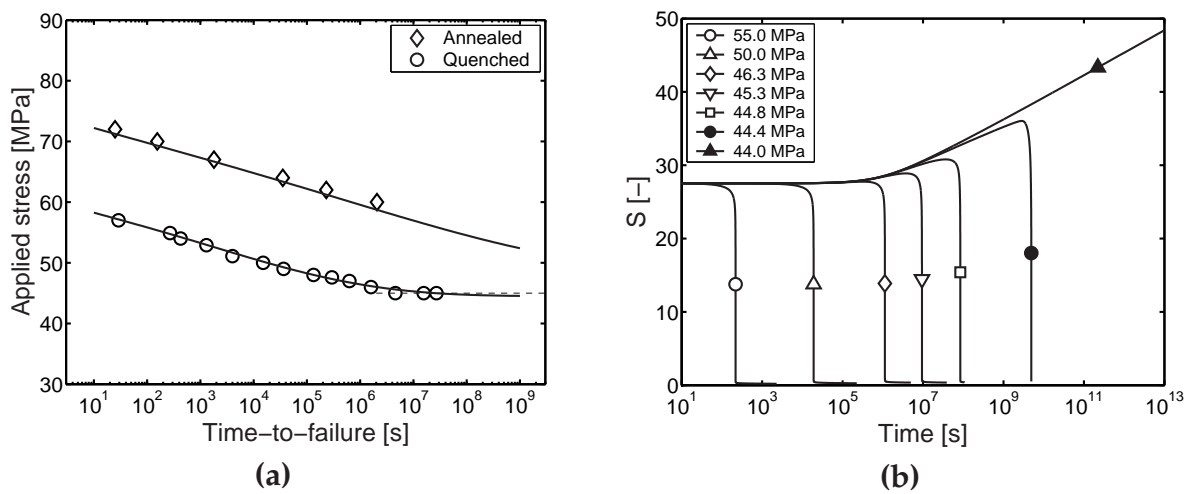 90
80
70
60
50
40
30
10¹ 10² 10³ 10⁴ 10⁵ 10⁶ 10⁷ 10⁸ 10⁹
Applied stress [MPa]
Time−to−failure [s]
Annealed
Quenched
(a)
50
40
30
20
10
0
10¹ 10³ 10⁵ 10⁷ 10⁹ 10¹¹ 10¹³
S [−]
Time [s]
55.0 MPa
50.0 MPa
46.3 MPa
45.3 MPa
44.8 MPa
44.4 MPa
44.0 MPa
(b)